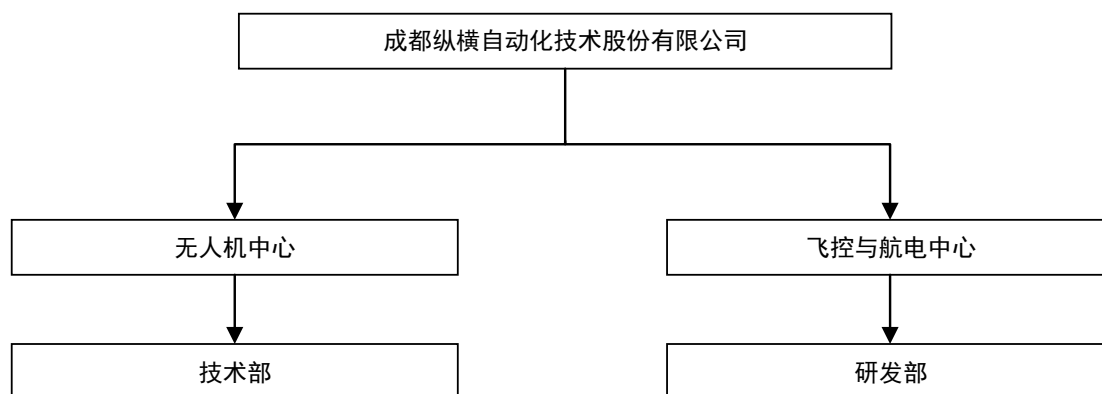 成都纵横自动化技术股份有限公司
无人机中心
飞控与航电中心
技术部
研发部